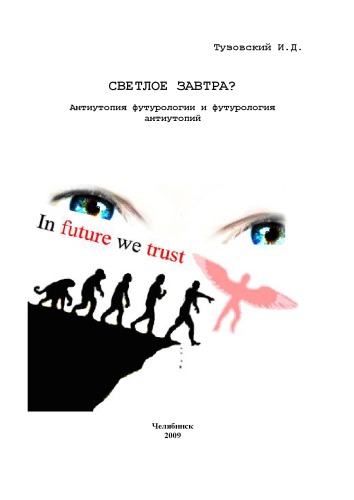 Тузовский И.Д.
СВЕТЛОЕ ЗАВТРА?
Антиутопия футурологии и футурология
антиутопий
In future we trust
Челябинск
2009